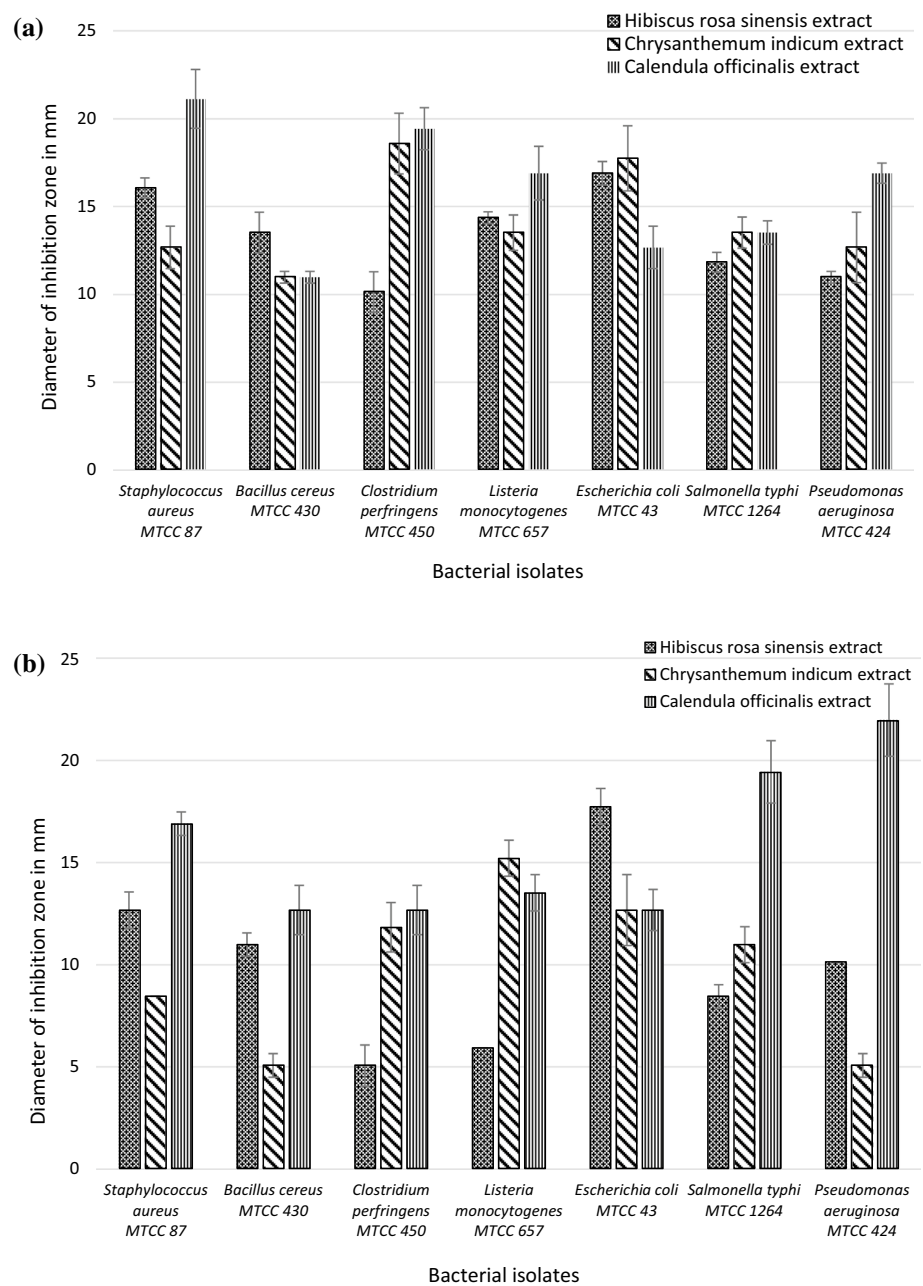 (a)
Hibiscus rosa sinensis extract
Chrysanthemum indicum extract
Calendula officinalis extract
Diameter of inhibition zone in mm
25
20
15
10
5
0
Staphylococcus aureus MTCC 87
Bacillus cereus MTCC 430
Clostridium perfringens MTCC 450
Listeria monocytogenes MTCC 657
Escherichia coli MTCC 43
Salmonella typhi MTCC 1264
Pseudomonas aeruginosa MTCC 424
Bacterial isolates
(b)
Hibiscus rosa sinensis extract
Chrysanthemum indicum extract
Calendula officinalis extract
Diameter of inhibition zone in mm
25
20
15
10
5
0
Staphylococcus aureus MTCC 87
Bacillus cereus MTCC 430
Clostridium perfringens MTCC 450
Listeria monocytogenes MTCC 657
Escherichia coli MTCC 43
Salmonella typhi MTCC 1264
Pseudomonas aeruginosa MTCC 424
Bacterial isolates